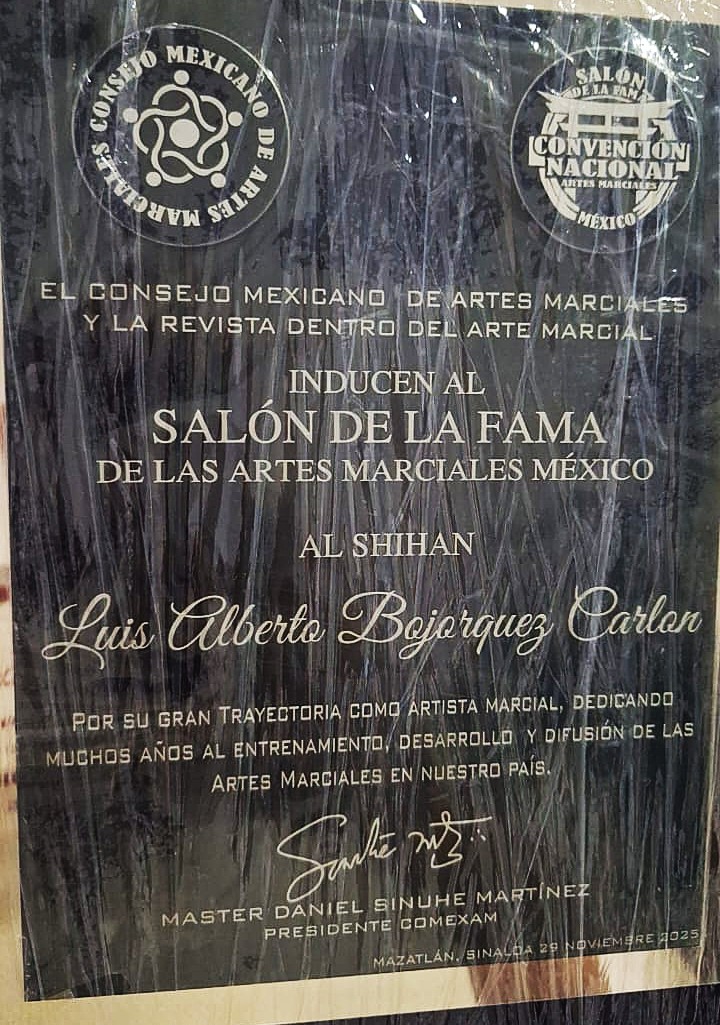 CONSEJO MEXICANO DE ARTES MARCIALES
SALÓN
DE LA FAMA
CONVENCIÓN
NACIONAL
ARTES MARCIALES
MÉXICO
EL CONSEJO MEXICANO DE ARTES MARCIALES
Y LA REVISTA DENTRO DEL ARTE MARCIAL
INDUCEN AL
SALÓN DE LA FAMA
DE LAS ARTES MARCIALES MÉXICO
AL SHIHAN
Luis Alberto Bojorquez Carlon
POR SU GRAN TRAYECTORIA COMO ARTISTA MARCIAL, DEDICANDO
MUCHOS AÑOS AL ENTRENAMIENTO, DESARROLLO Y DIFUSIÓN DE LAS
ARTES MARCIALES EN NUESTRO PAÍS.
MASTER DANIEL SINUHE MARTÍNEZ
PRESIDENTE COMEXAM
MAZATLÁN, SINALOA 29 NOVIEMBRE 2025